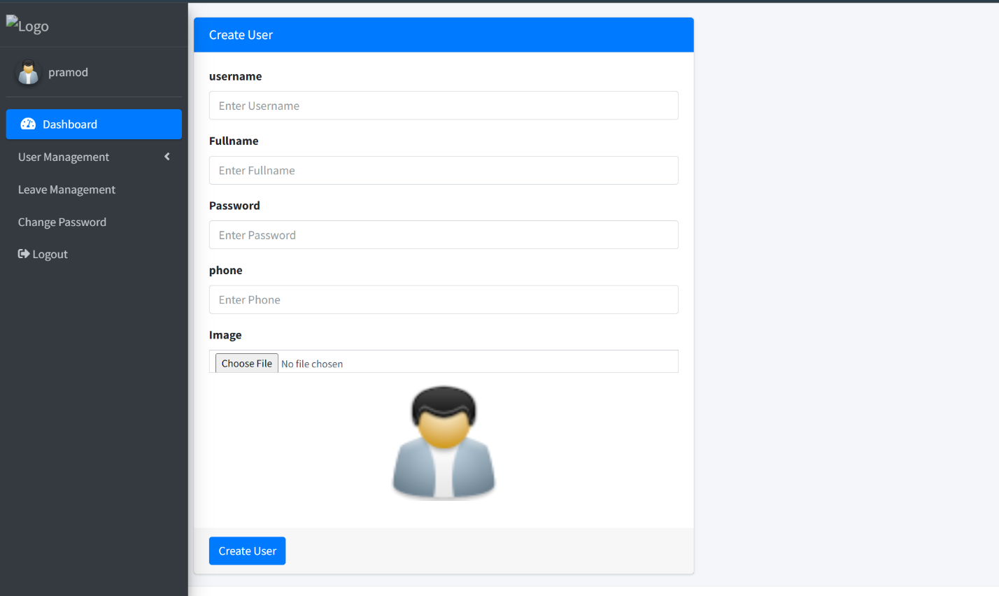 Logo
pramod
Dashboard
User Management
Leave Management
Change Password
Logout
Create User
username
Enter Username
Fullname
Enter Fullname
Password
Enter Password
phone
Enter Phone
Image
Choose File No file chosen
Create User